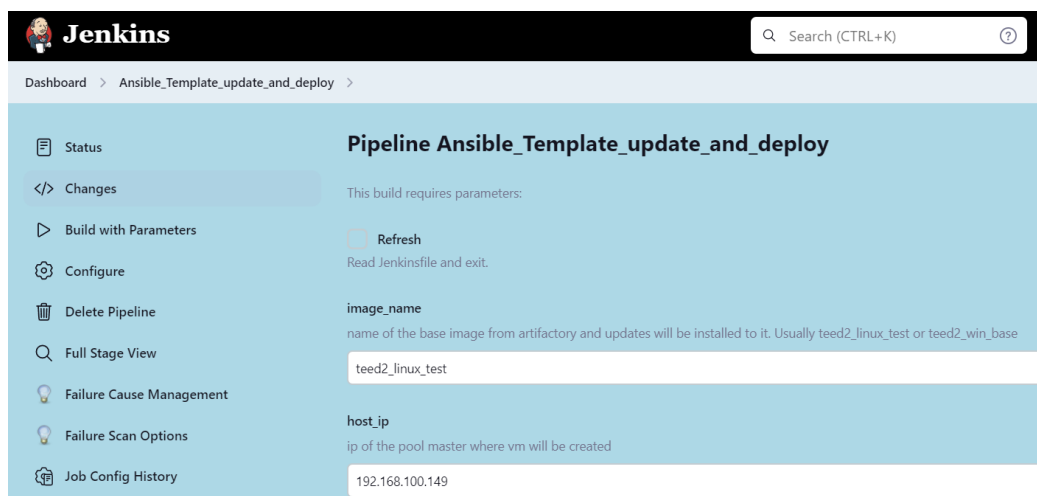 Jenkins
Search (CTRL+K)
?
Dashboard > Ansible_Template_update_and_deploy >
Status
Changes
Build with Parameters
Configure
Delete Pipeline
Full Stage View
Failure Cause Management
Failure Scan Options
Job Config History
Pipeline Ansible_Template_update_and_deploy
This build requires parameters:
Refresh
Read Jenkinsfile and exit.
image_name
name of the base image from artifactory and updates will be installed to it. Usually teed2_linux_test or teed2_win_base
teed2_linux_test
host_ip
ip of the pool master where vm will be created
192.168.100.149